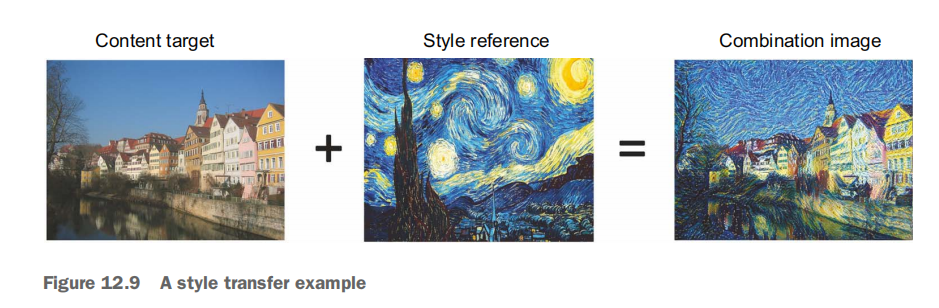 Content target
Style reference
Combination image
+
=
Figure 12.9 A style transfer example